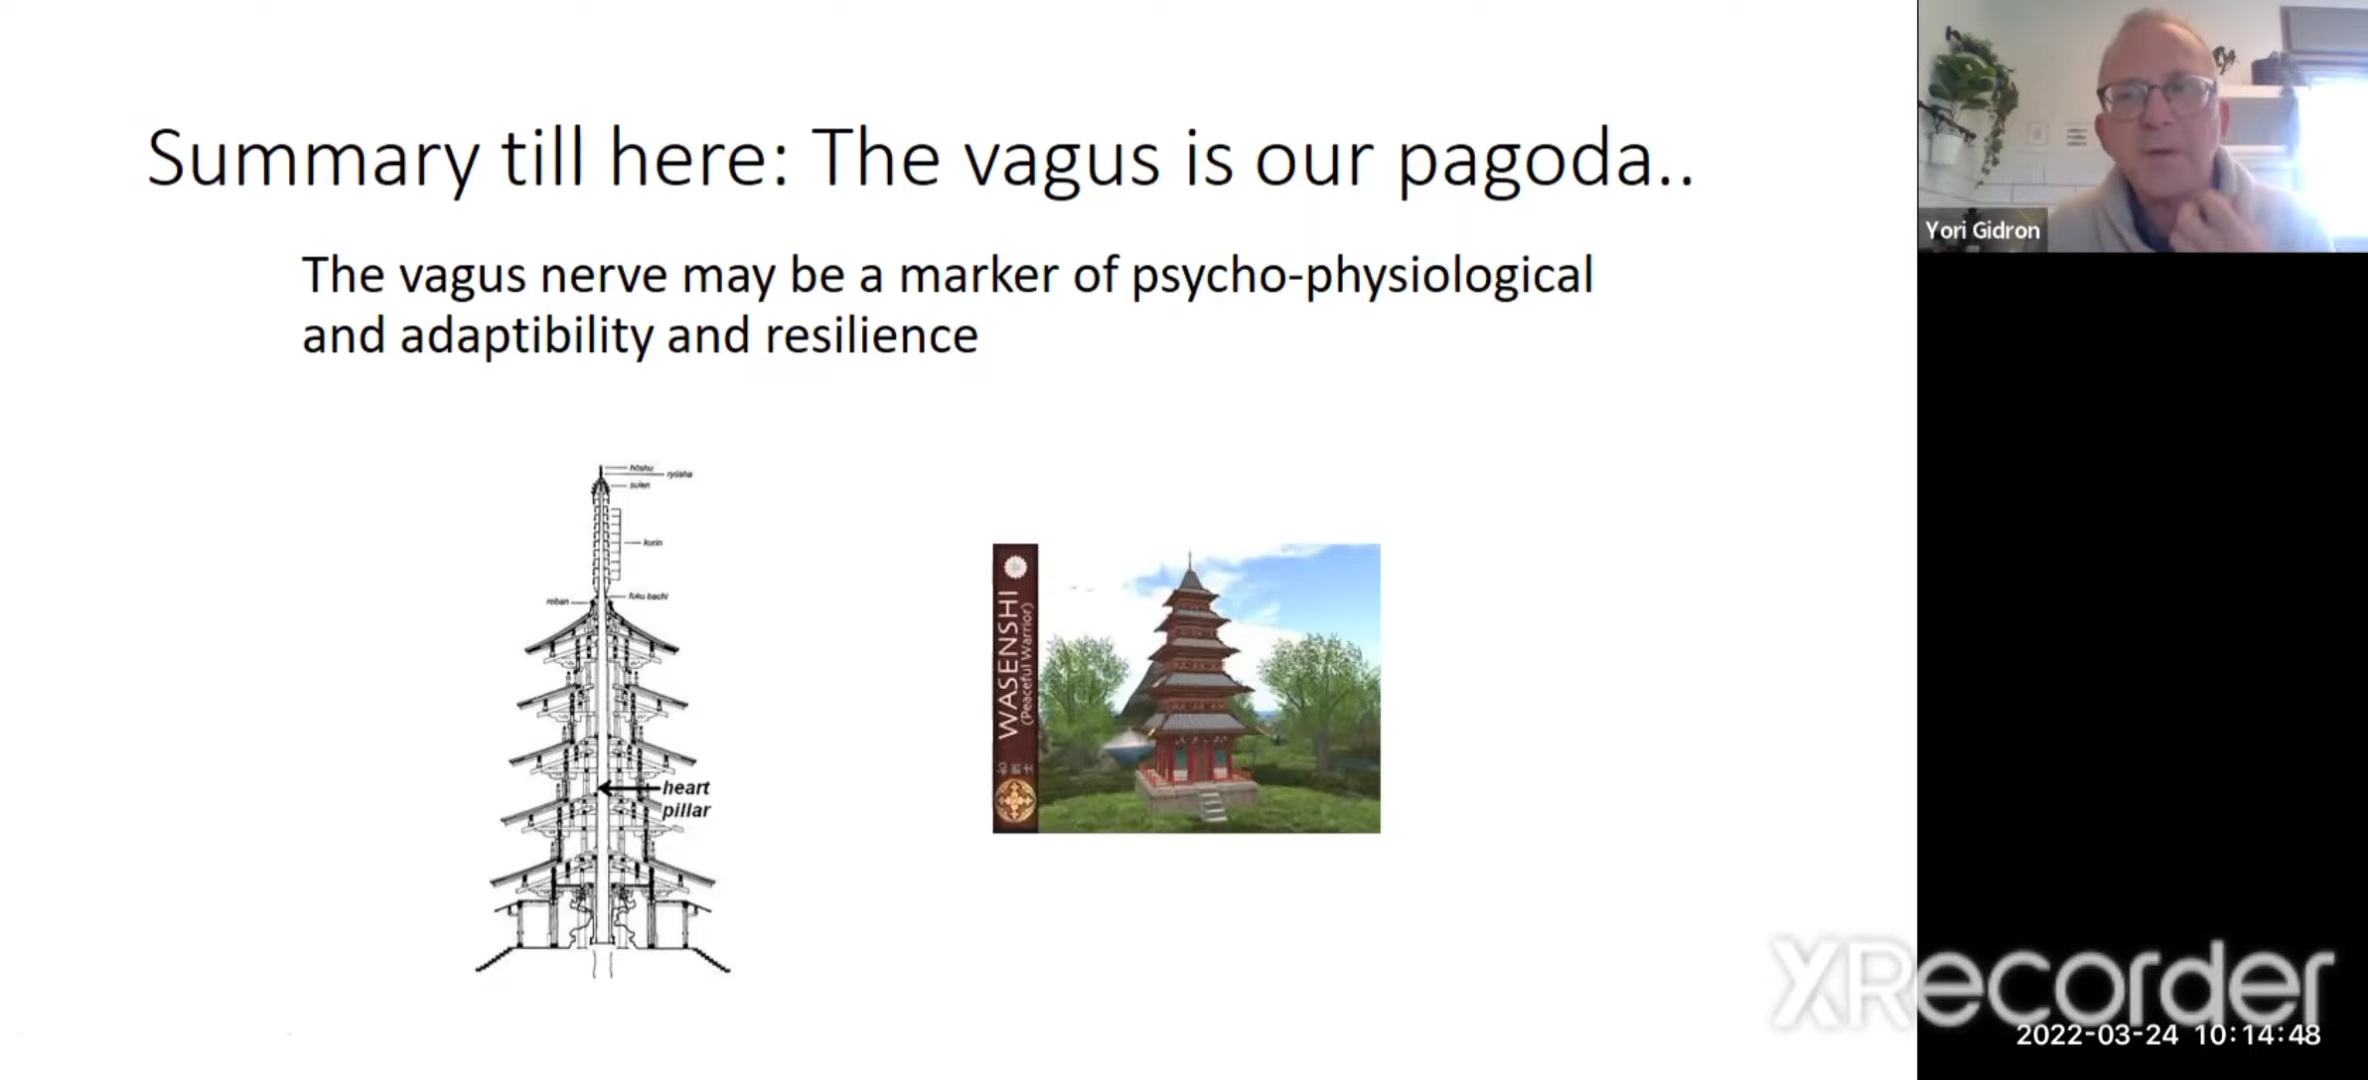 Summary till here: The vagus is our pagoda..
The vagus nerve may be a marker of psycho-physiological
and adaptibility and resilience
hōshu
ryūsha
suien
kurin
roban
fuku bachi
heart
pillar
WASENSHI
(Peaceful Warrior)
Yori Gidron
XRecorder
2022-03-24 10:14:48